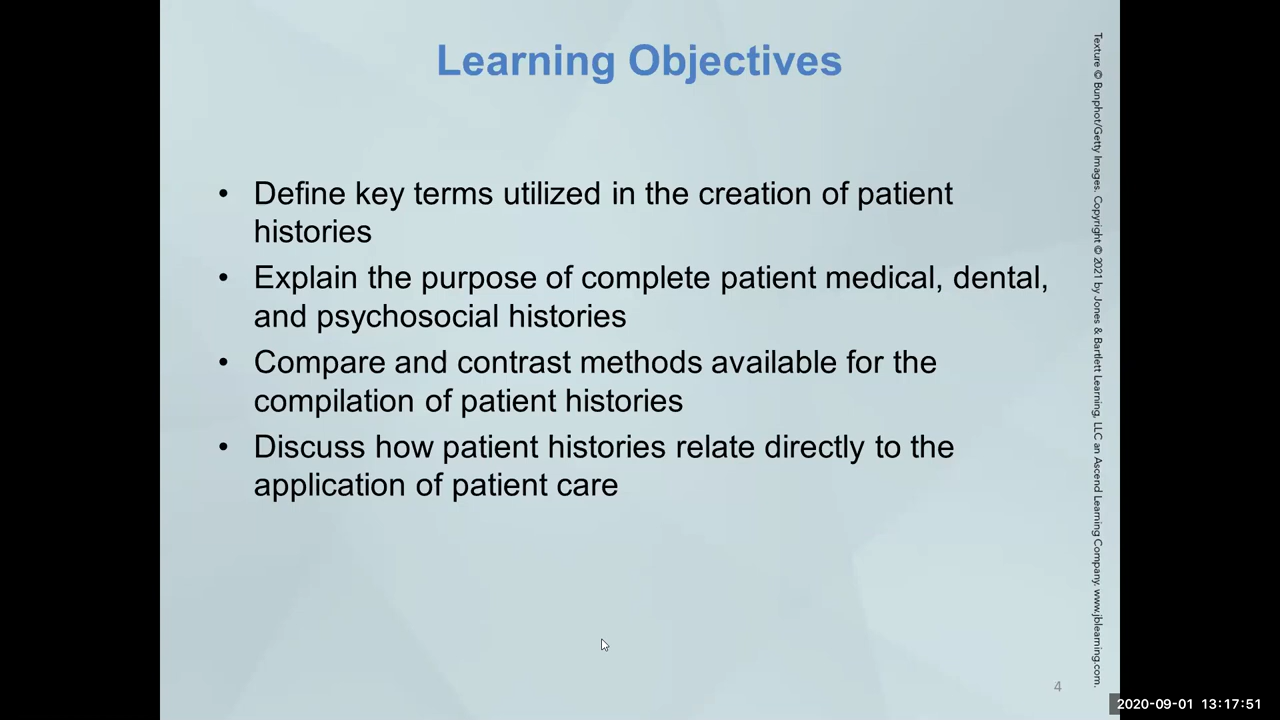 Learning Objectives
• Define key terms utilized in the creation of patient
histories
• Explain the purpose of complete patient medical, dental,
and psychosocial histories
• Compare and contrast methods available for the
compilation of patient histories
• Discuss how patient histories relate directly to the
application of patient care
Texture © Bunphot/Getty Images. Copyright © 2021 by Jones & Bartlett Learning, LLC an Ascend Learning Company. www.jblearning.com.
4
2020-09-01 13:17:51